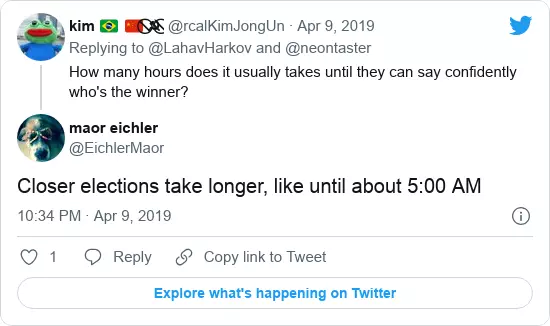 kim 🇧🇷 🇨🇳 @rcalKimJongUn · Apr 9, 2019
Replying to @LahavHarkov and @neontaster
How many hours does it usually takes until they can say confidently
who's the winner?
maor eichler
@EichlerMaor
Closer elections take longer, like until about 5:00 AM
10:34 PM · Apr 9, 2019
1 Reply Copy link to Tweet
Explore what's happening on Twitter